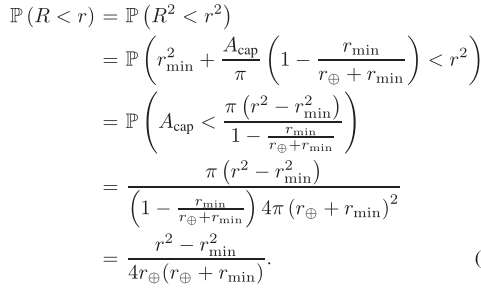 ℙ (R < r) = ℙ (R² < r²)
= ℙ (r²_min + A_cap/π (1 − r_min/(r_⊕ + r_min)) < r²)
= ℙ (A_cap < π (r² − r²_min) / (1 − r_min/(r_⊕+r_min)))
= π (r² − r²_min) / ((1 − r_min/(r_⊕+r_min)) 4π (r_⊕ + r_min)²)
= (r² − r²_min) / (4r_⊕(r_⊕ + r_min)). (